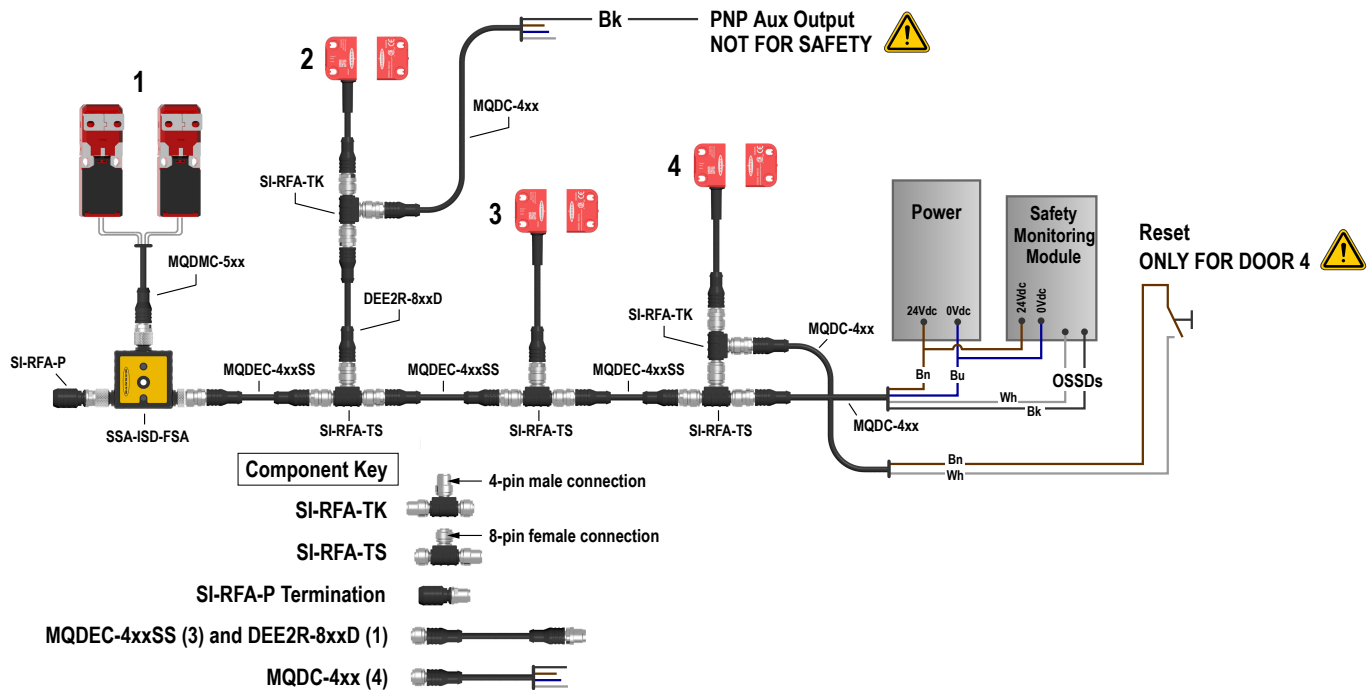 Bk
PNP Aux Output
NOT FOR SAFETY
2
1
MQDC-4xx
SI-RFA-TK
4
3
Power
Safety
Monitoring
Module
Reset
ONLY FOR DOOR 4
MQDMC-5xx
DEE2R-8xxD
SI-RFA-TK
MQDC-4xx
24Vdc
0Vdc
24Vdc
0Vdc
SI-RFA-P
MQDEC-4xxSS
MQDEC-4xxSS
MQDEC-4xxSS
Bn
Bu
OSSDs
Wh
Bk
SSA-ISD-FSA
SI-RFA-TS
SI-RFA-TS
SI-RFA-TS
MQDC-4xx
Bn
Wh
Component Key
4-pin male connection
SI-RFA-TK
8-pin female connection
SI-RFA-TS
SI-RFA-P Termination
MQDEC-4xxSS (3) and DEE2R-8xxD (1)
MQDC-4xx (4)